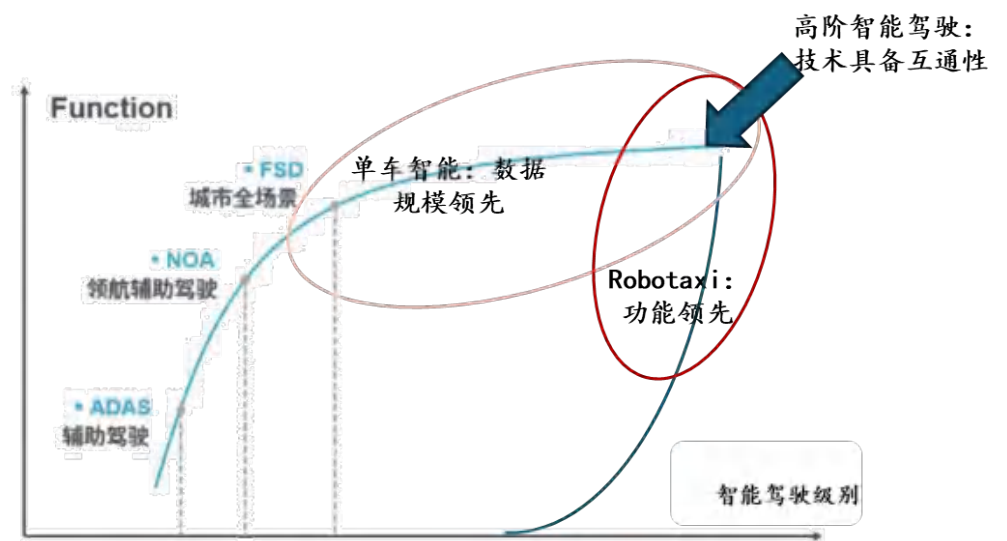 高阶智能驾驶：
技术具备互通性
Function
• FSD
城市全场景
单车智能：数据
规模领先
• NOA
领航辅助驾驶
Robotaxi：
功能领先
• ADAS
辅助驾驶
智能驾驶级别